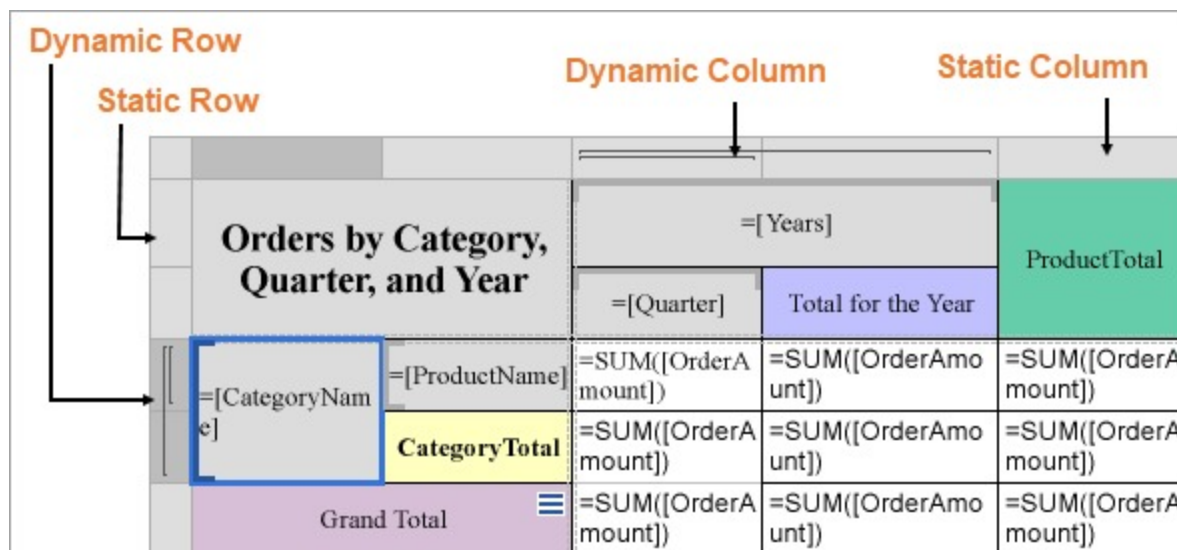 Dynamic Row
Static Row
Dynamic Column
Static Column
Orders by Category,
Quarter, and Year
=[Years]
ProductTotal
=[Quarter]
Total for the Year
=[CategoryNam
e]
=[ProductName]
=SUM([OrderA
mount])
=SUM([OrderAmo
unt])
=SUM([OrderA
mount])
CategoryTotal
=SUM([OrderA
mount])
=SUM([OrderAmo
unt])
=SUM([OrderA
mount])
Grand Total
=SUM([OrderA
mount])
=SUM([OrderAmo
unt])
=SUM([OrderA
mount])